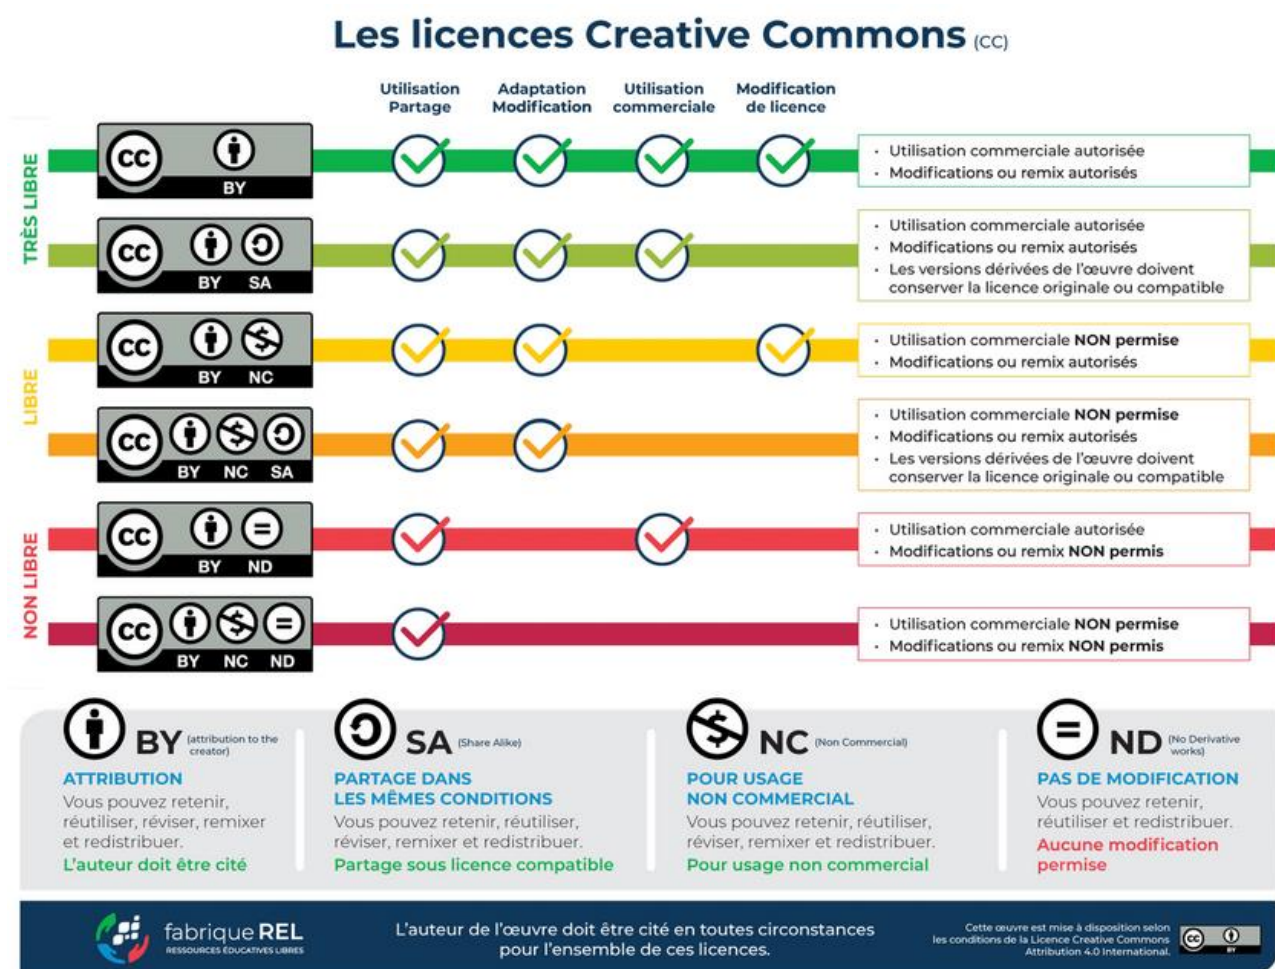 Les licences Creative Commons (CC)
Utilisation
Partage
Adaptation
Modification
Utilisation
commerciale
Modification
de licence
TRÈS LIBRE
CC
BY
· Utilisation commerciale autorisée
· Modifications ou remix autorisés
CC
BY SA
· Utilisation commerciale autorisée
· Modifications ou remix autorisés
· Les versions dérivées de l'œuvre doivent
conserver la licence originale ou compatible
LIBRE
CC
BY NC
· Utilisation commerciale NON permise
· Modifications ou remix autorisés
CC
BY NC SA
· Utilisation commerciale NON permise
· Modifications ou remix autorisés
· Les versions dérivées de l'œuvre doivent
conserver la licence originale ou compatible
NON LIBRE
CC
BY ND
· Utilisation commerciale autorisée
· Modifications ou remix NON permis
CC
BY NC ND
· Utilisation commerciale NON permise
· Modifications ou remix NON permis
BY (attribution to the
creator)
ATTRIBUTION
Vous pouvez retenir,
réutiliser, réviser, remixer
et redistribuer.
L'auteur doit être cité
SA (Share Alike)
PARTAGE DANS
LES MÊMES CONDITIONS
Vous pouvez retenir, réutiliser,
réviser, remixer et redistribuer.
Partage sous licence compatible
NC (Non Commercial)
POUR USAGE
NON COMMERCIAL
Vous pouvez retenir, réutiliser,
réviser, remixer et redistribuer.
Pour usage non commercial
ND (No Derivative
works)
PAS DE MODIFICATION
Vous pouvez retenir,
réutiliser et redistribuer.
Aucune modification
permise
fabrique REL
RESSOURCES ÉDUCATIVES LIBRES
L'auteur de l'œuvre doit être cité en toutes circonstances
pour l'ensemble de ces licences.
Cette œuvre est mise à disposition selon
les conditions de la Licence Creative Commons
Attribution 4.0 International.
CC
BY